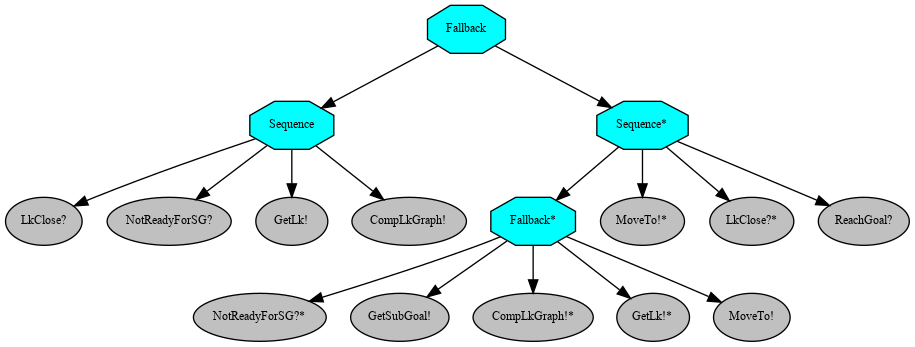 Fallback
Sequence
Sequence*
LkClose?
NotReadyForSG?
GetLk!
CompLkGraph!
Fallback*
MoveTo!*
LkClose?*
ReachGoal?
NotReadyForSG?*
GetSubGoal!
CompLkGraph!*
GetLk!*
MoveTo!